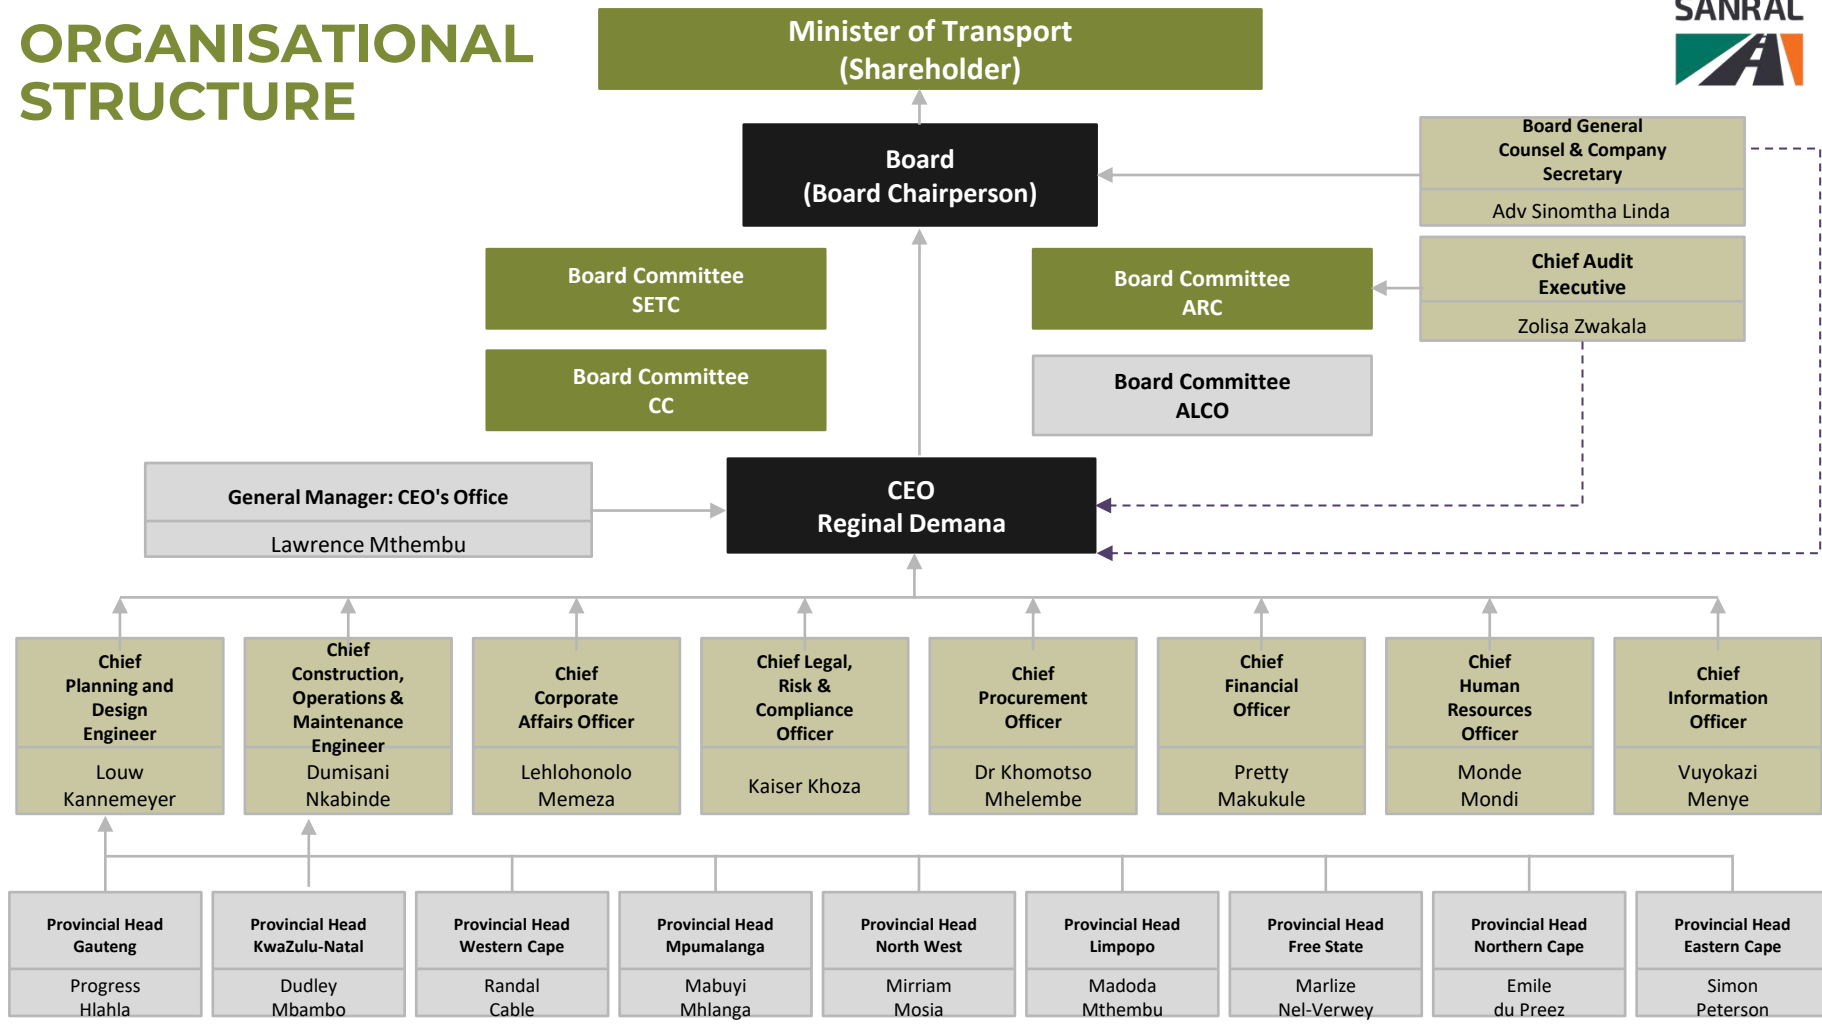 ORGANISATIONAL
STRUCTURE
Minister of Transport
(Shareholder)
SANRAL
Board
(Board Chairperson)
Board General
Counsel & Company
Secretary
Adv Sinomtha Linda
Board Committee
SETC
Board Committee
ARC
Chief Audit
Executive
Zolisa Zwakala
Board Committee
CC
Board Committee
ALCO
General Manager: CEO's Office
Lawrence Mthembu
CEO
Reginal Demana
Chief
Planning and
Design
Engineer
Louw
Kannemeyer
Chief
Construction,
Operations &
Maintenance
Engineer
Dumisani
Nkabinde
Chief
Corporate
Affairs Officer
Lehlohonolo
Memeza
Chief Legal,
Risk &
Compliance
Officer
Kaiser Khoza
Chief
Procurement
Officer
Dr Khomotso
Mhelembe
Chief
Financial
Officer
Pretty
Makukule
Chief
Human
Resources
Officer
Monde
Mondi
Chief
Information
Officer
Vuyokazi
Menye
Provincial Head
Gauteng
Progress
Hlahla
Provincial Head
KwaZulu-Natal
Dudley
Mbambo
Provincial Head
Western Cape
Randal
Cable
Provincial Head
Mpumalanga
Mabuyi
Mhlanga
Provincial Head
North West
Mirriam
Mosia
Provincial Head
Limpopo
Madoda
Mthembu
Provincial Head
Free State
Marlize
Nel-Verwey
Provincial Head
Northern Cape
Emile
du Preez
Provincial Head
Eastern Cape
Simon
Peterson